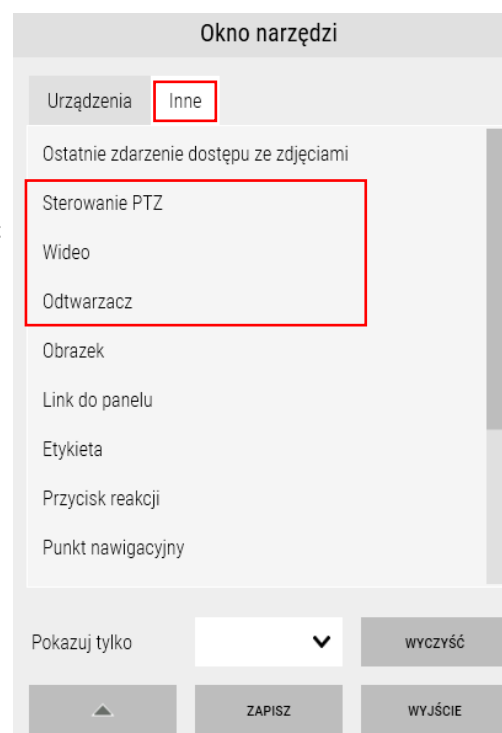 Okno narzędzi
Urządzenia Inne
Ostatnie zdarzenie dostępu ze zdjęciami
Sterowanie PTZ
Wideo
Odtwarzacz
Obrazek
Link do panelu
Etykieta
Przycisk reakcji
Punkt nawigacyjny
Pokazuj tylko WYCZYŚĆ
ZAPISZ WYJŚCIE